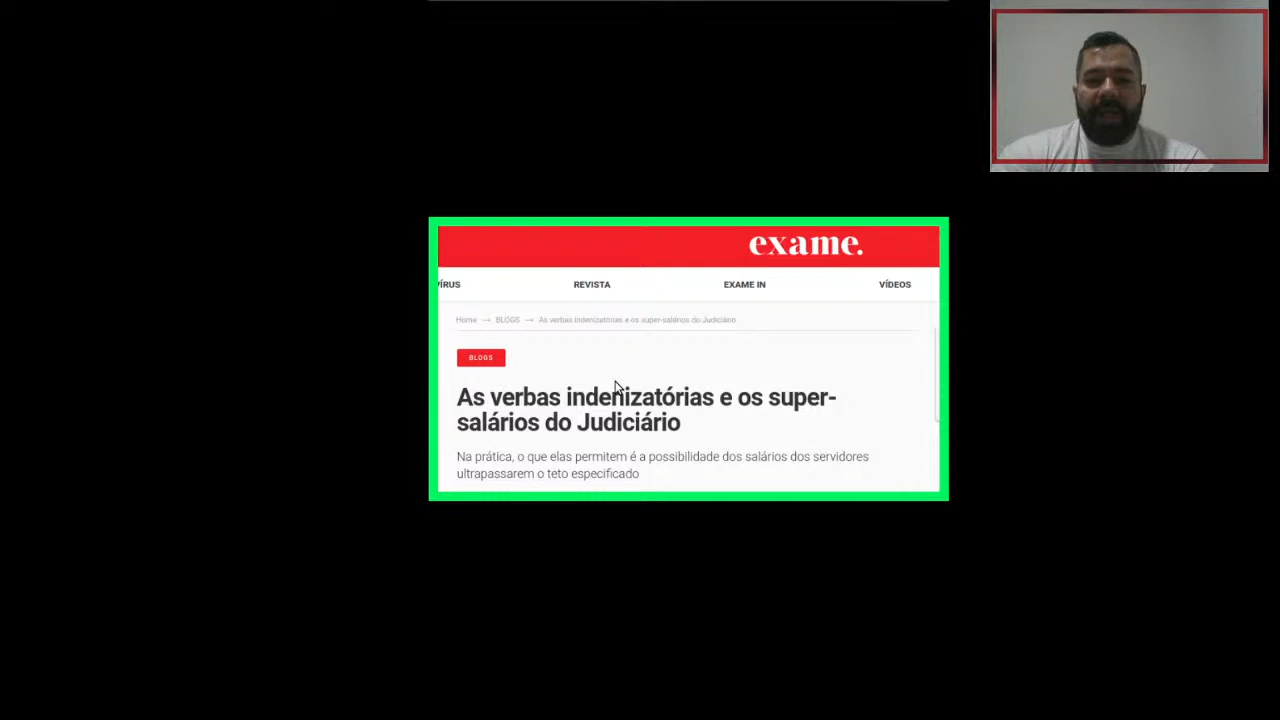 exame.
VÍRUS
REVISTA
EXAME IN
VÍDEOS
Home → BLOGS → As verbas indenizatórias e os super-salários do Judiciário
BLOGS
As verbas indenizatórias e os super-
salários do Judiciário
Na prática, o que elas permitem é a possibilidade dos salários dos servidores
ultrapassarem o teto especificado